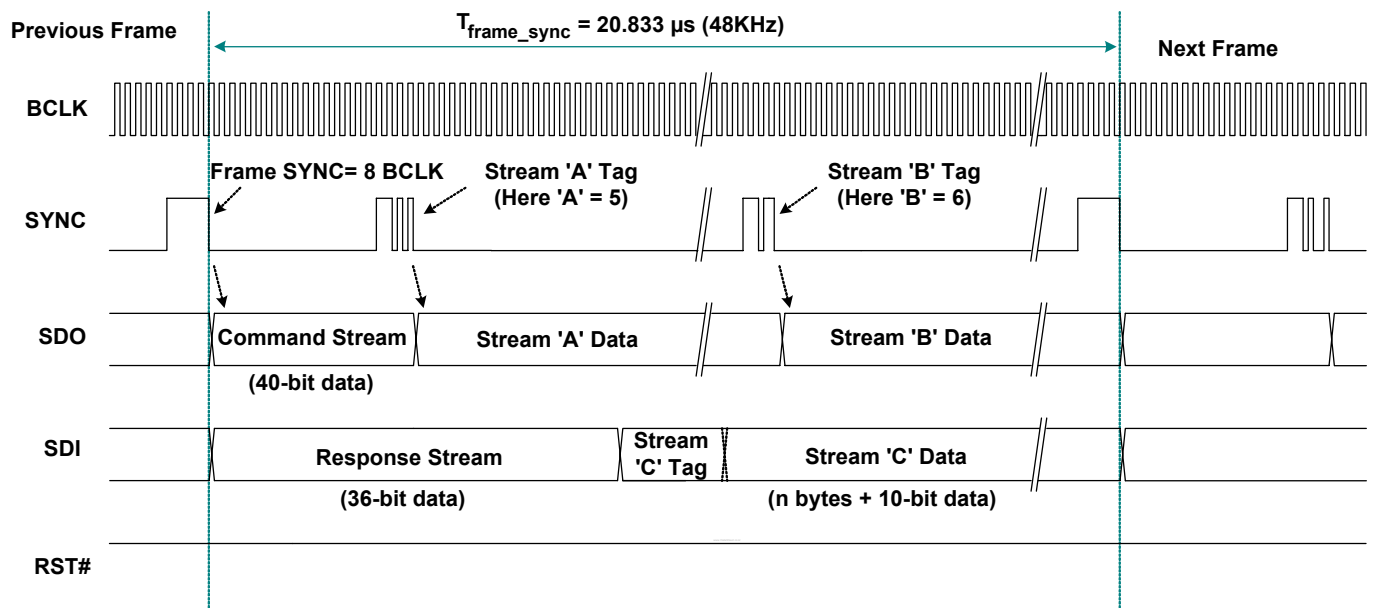 Previous Frame
T frame_sync = 20.833 µs (48KHz)
Next Frame
BCLK
Frame SYNC= 8 BCLK
Stream 'A' Tag
(Here 'A' = 5)
Stream 'B' Tag
(Here 'B' = 6)
SYNC
SDO
Command Stream
Stream 'A' Data
Stream 'B' Data
(40-bit data)
SDI
Response Stream
Stream
'C' Tag
Stream 'C' Data
(36-bit data)
(n bytes + 10-bit data)
RST#